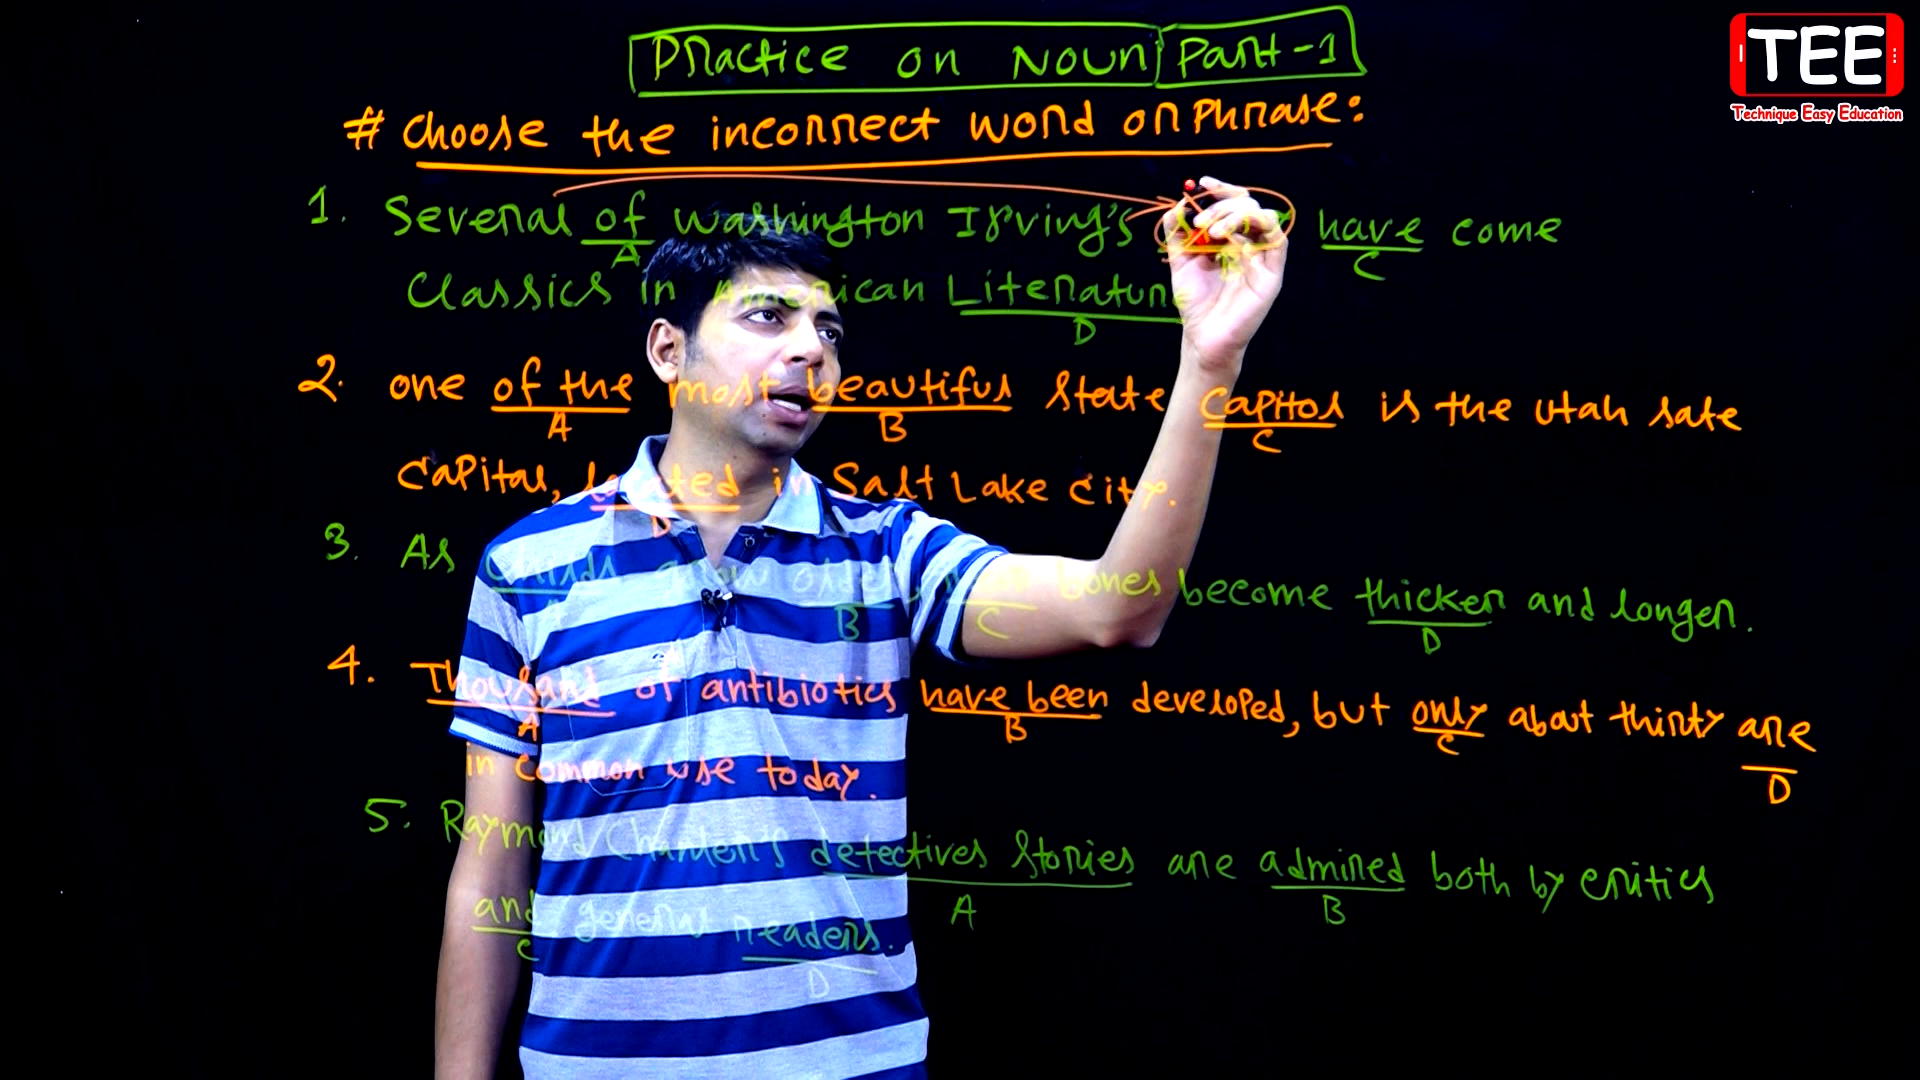 Practice on Noun Part-1
TEE
Technique Easy Education
# Choose the incorrect word or Phrase:
1. Several of Washington Irving's have come
A B C
Classics in American Literature
D
2. one of the most beautiful state capitol is the Utah sate
A B C
Capital, located in Salt Lake City.
D
3. As childs grow older, bones become thicker and longer.
B C D
4. Thousand of antibiotics have been developed, but only about thirty are
A B C D
in common use today.
5. Raymond Chanler's detectives stories are admired both by critics
A B
and general readers.
C D